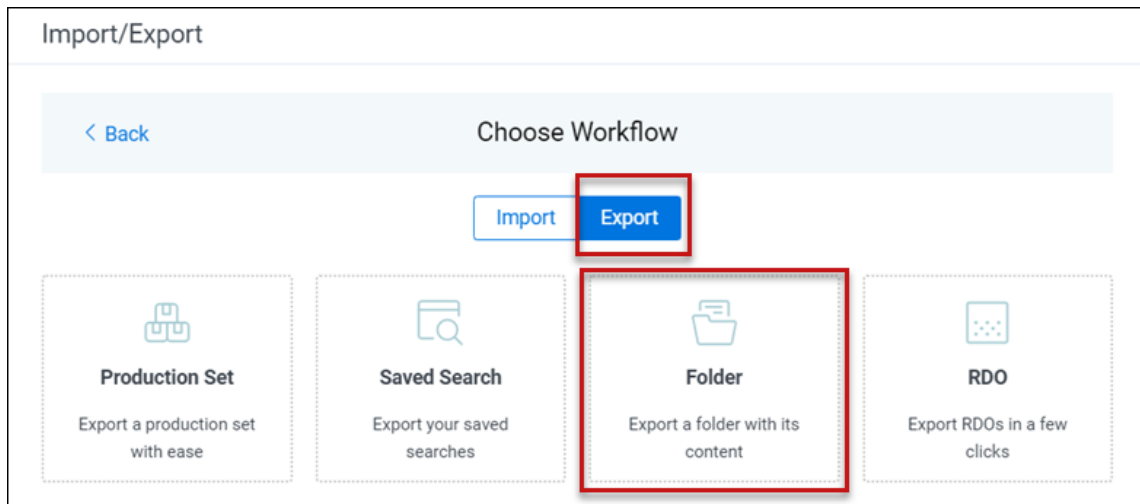 Import/Export
Back
Choose Workflow
Import
Export
Production Set
Export a production set
with ease
Saved Search
Export your saved
searches
Folder
Export a folder with its
content
RDO
Export RDOs in a few
clicks